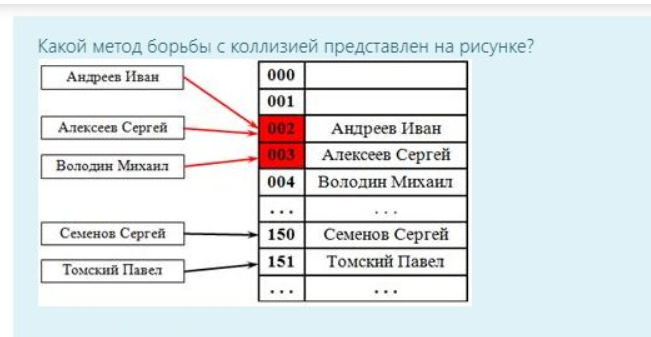 Какой метод борьбы с коллизией представлен на рисунке?
Андреев Иван 000
001
Алексеев Сергей 002 Андреев Иван
Володин Михаил 003 Алексеев Сергей
004 Володин Михаил
... ...
Семенов Сергей 150 Семенов Сергей
Томский Павел 151 Томский Павел
... ...